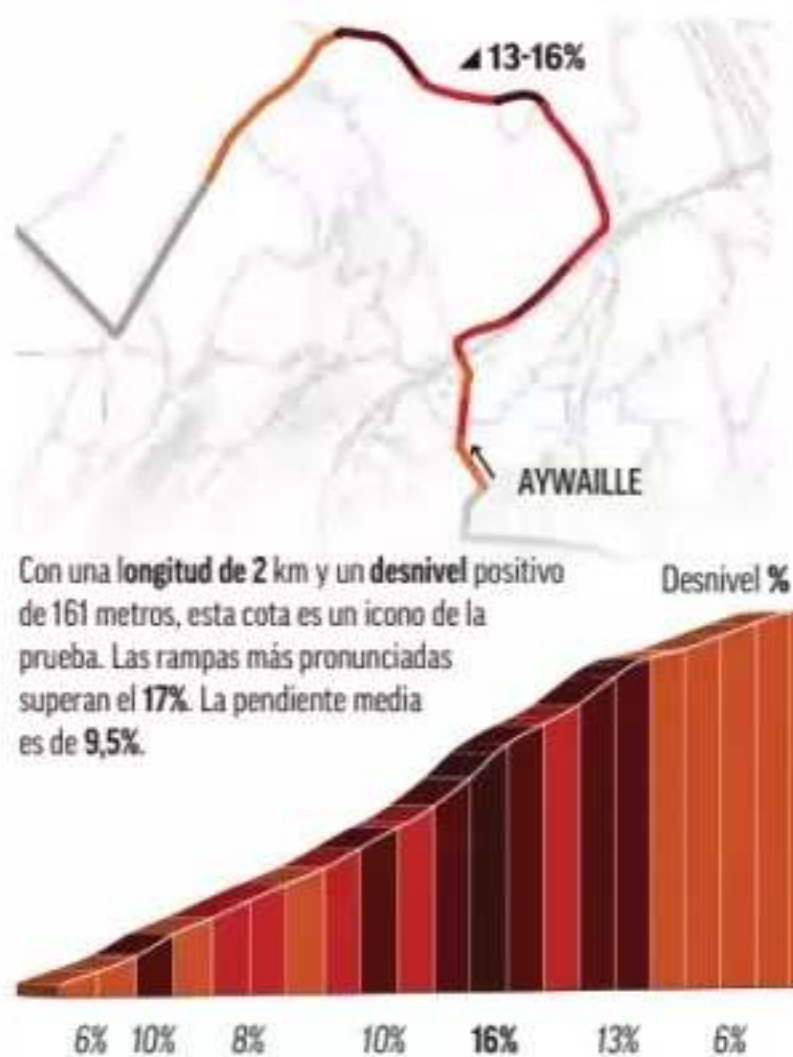 13-16%
AYWAILLE
Con una longitud de 2 km y un desnivel positivo
de 161 metros, esta cota es un icono de la
prueba. Las rampas más pronunciadas
superan el 17%. La pendiente media
es de 9,5%.
Desnivel %
6% 10% 8% 10% 16% 13% 6%